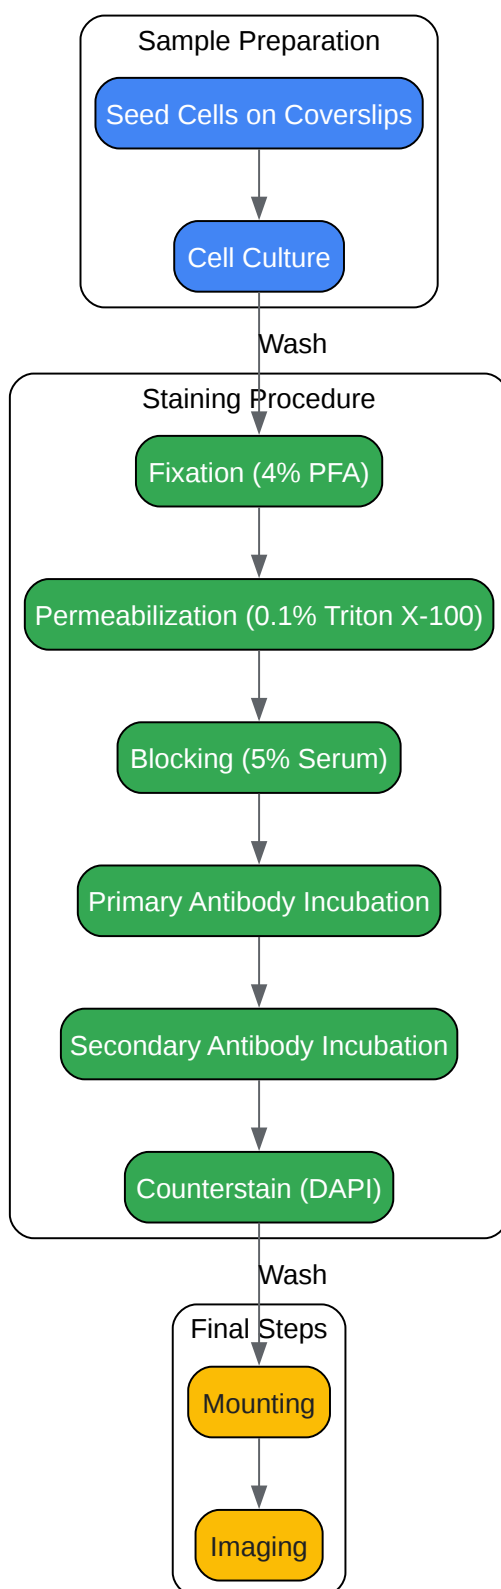 Sample Preparation
Seed Cells on Coverslips
Cell Culture
Wash
Staining Procedure
Fixation (4% PFA)
Permeabilization (0.1% Triton X-100)
Blocking (5% Serum)
Primary Antibody Incubation
Secondary Antibody Incubation
Counterstain (DAPI)
Wash
Final Steps
Mounting
Imaging